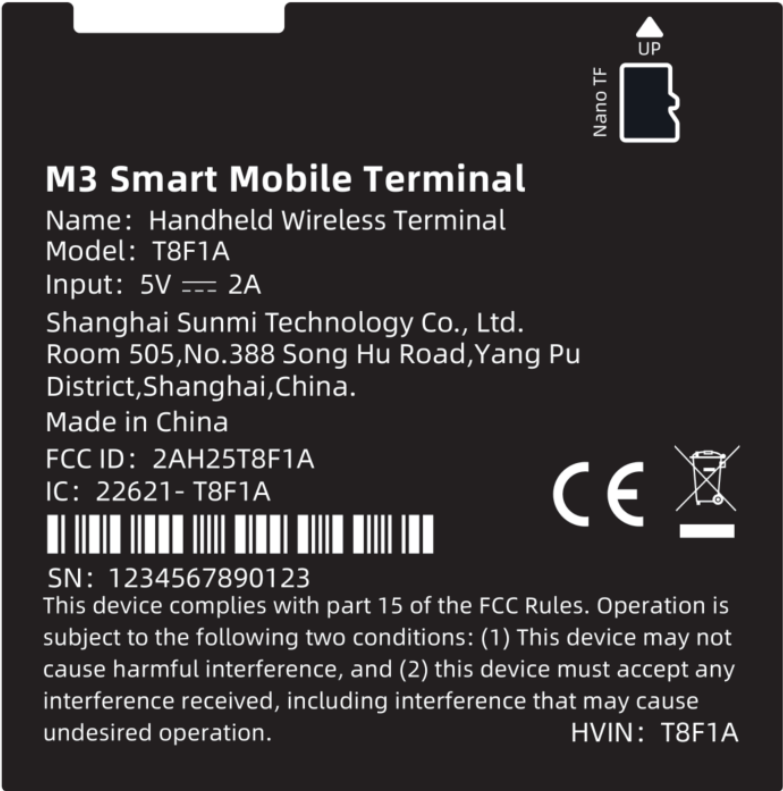 UP
Nano TF
M3 Smart Mobile Terminal
Name： Handheld Wireless Terminal
Model： T8F1A
Input： 5V ⎓ 2A
Shanghai Sunmi Technology Co., Ltd.
Room 505,No.388 Song Hu Road,Yang Pu
District,Shanghai,China.
Made in China
FCC ID： 2AH25T8F1A
IC： 22621- T8F1A
CE
SN： 1234567890123
This device complies with part 15 of the FCC Rules. Operation is
subject to the following two conditions: (1) This device may not
cause harmful interference, and (2) this device must accept any
interference received, including interference that may cause
undesired operation.
HVIN： T8F1A